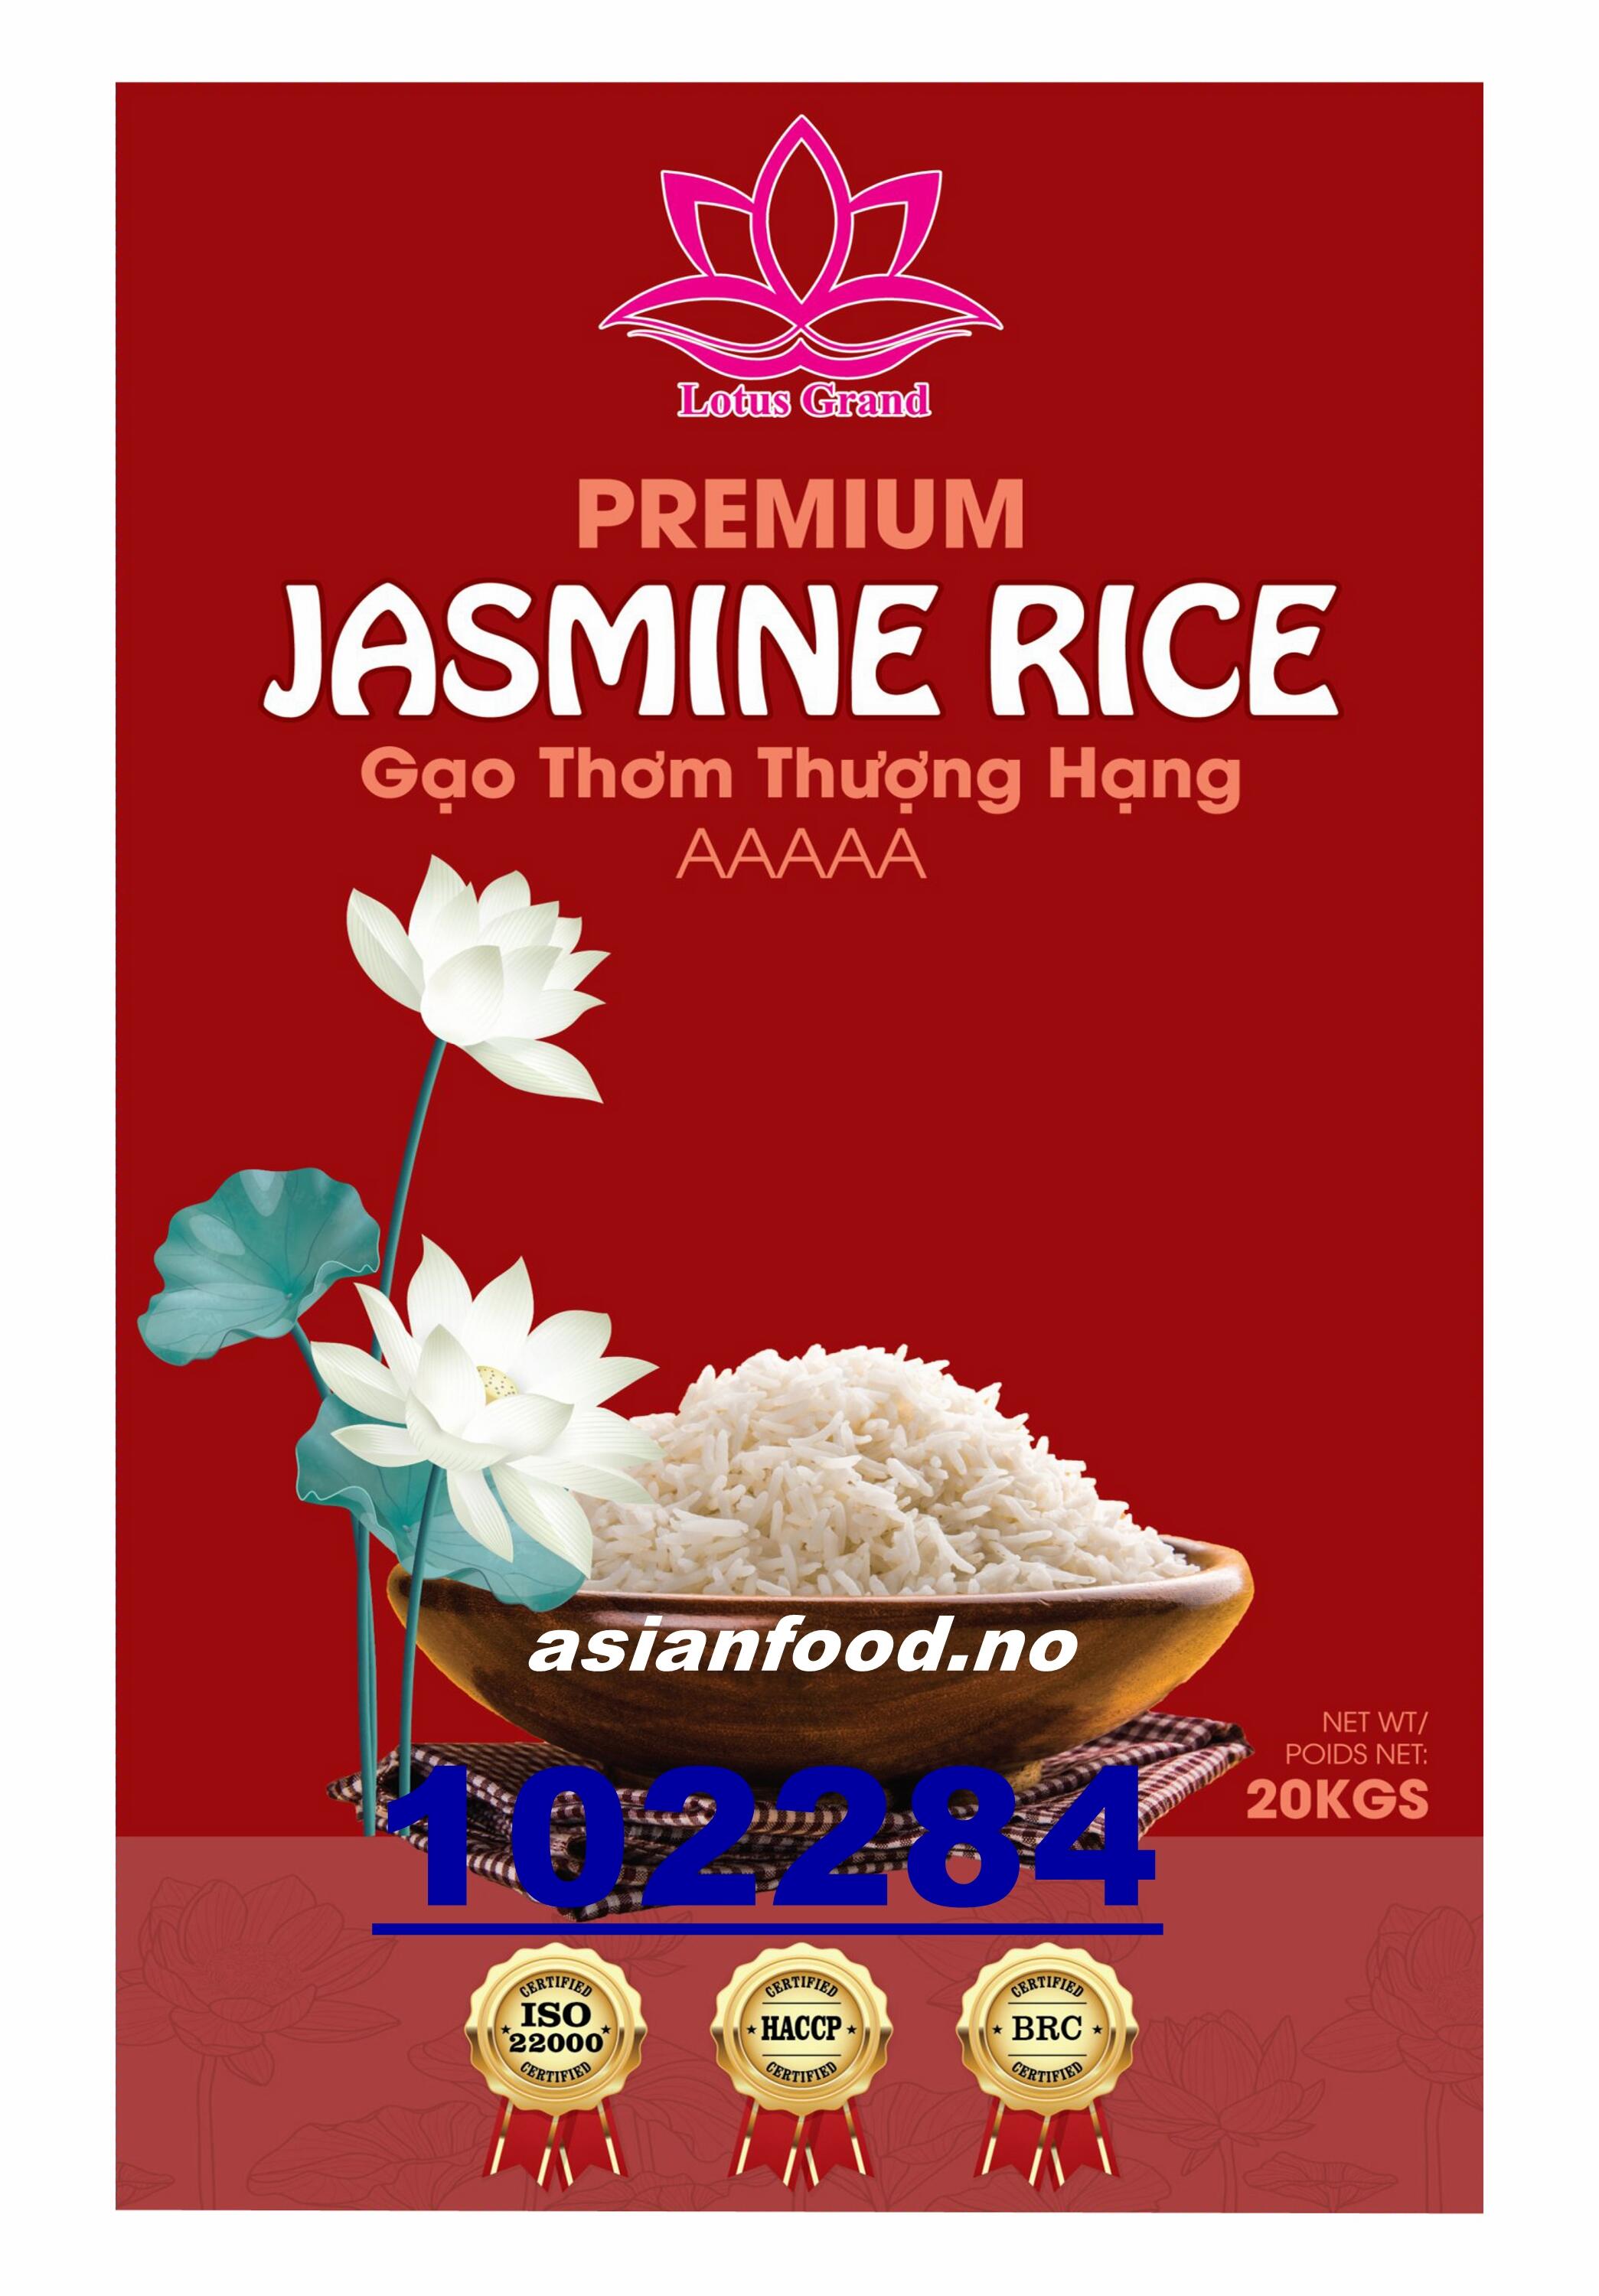 Lotus Grand
PREMIUM
JASMINE RICE
Gạo Thơm Thượng Hạng
AAAAA
asianfood.no
NET WT/
POIDS NET:
20KGS
102284
CERTIFIED
ISO
22000
CERTIFIED
CERTIFIED
HACCP
CERTIFIED
CERTIFIED
BRC
CERTIFIED